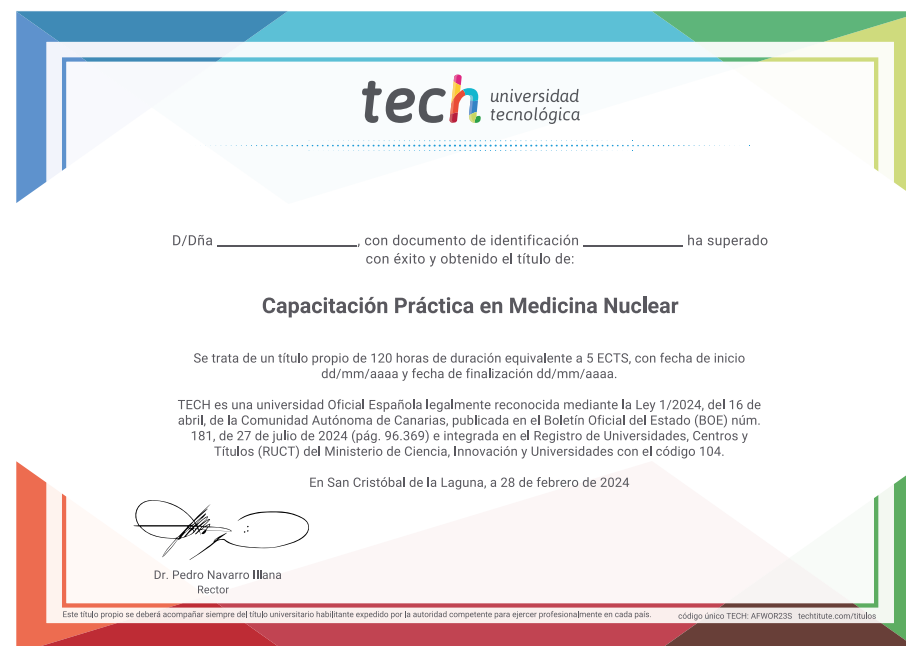 tech universidad
tecnológica
D/Dña ____________________, con documento de identificación ______________ ha superado
con éxito y obtenido el título de:
Capacitación Práctica en Medicina Nuclear
Se trata de un título propio de 120 horas de duración equivalente a 5 ECTS, con fecha de inicio
dd/mm/aaaa y fecha de finalización dd/mm/aaaa.
TECH es una universidad Oficial Española legalmente reconocida mediante la Ley 1/2024, del 16 de
abril, de la Comunidad Autónoma de Canarias, publicada en el Boletín Oficial del Estado (BOE) núm.
181, de 27 de julio de 2024 (pág. 96.369) e integrada en el Registro de Universidades, Centros y
Títulos (RUCT) del Ministerio de Ciencia, Innovación y Universidades con el código 104.
En San Cristóbal de la Laguna, a 28 de febrero de 2024
Dr. Pedro Navarro Illana
Rector
Este título propio se deberá acompañar siempre del título universitario habilitante expedido por la autoridad competente para ejercer profesionalmente en cada país.
código único TECH: AFWOR23S techtitute.com/titulos